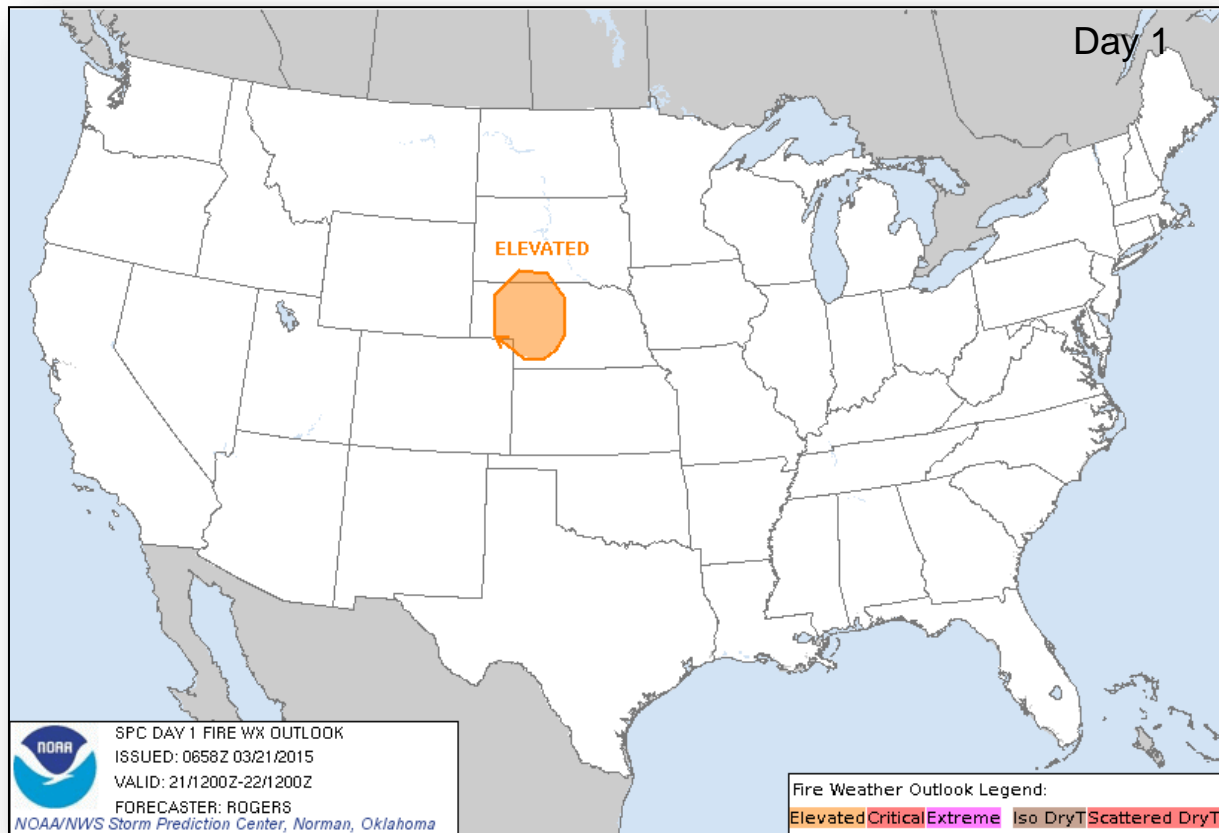 Day 1
ELEVATED
NOAA
SPC DAY 1 FIRE WX OUTLOOK
ISSUED: 0658Z 03/21/2015
VALID: 21/1200Z-22/1200Z
FORECASTER: ROGERS
NOAA/NWS Storm Prediction Center, Norman, Oklahoma
Fire Weather Outlook Legend:
Elevated Critical Extreme Iso DryT Scattered DryT